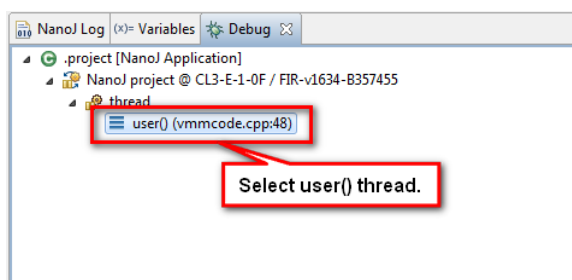 NanoJ Log (x)= Variables Debug
.project [NanoJ Application]
NanoJ project @ CL3-E-1-0F / FIR-v1634-B357455
thread
user() (vmmcode.cpp:48)
Select user() thread.